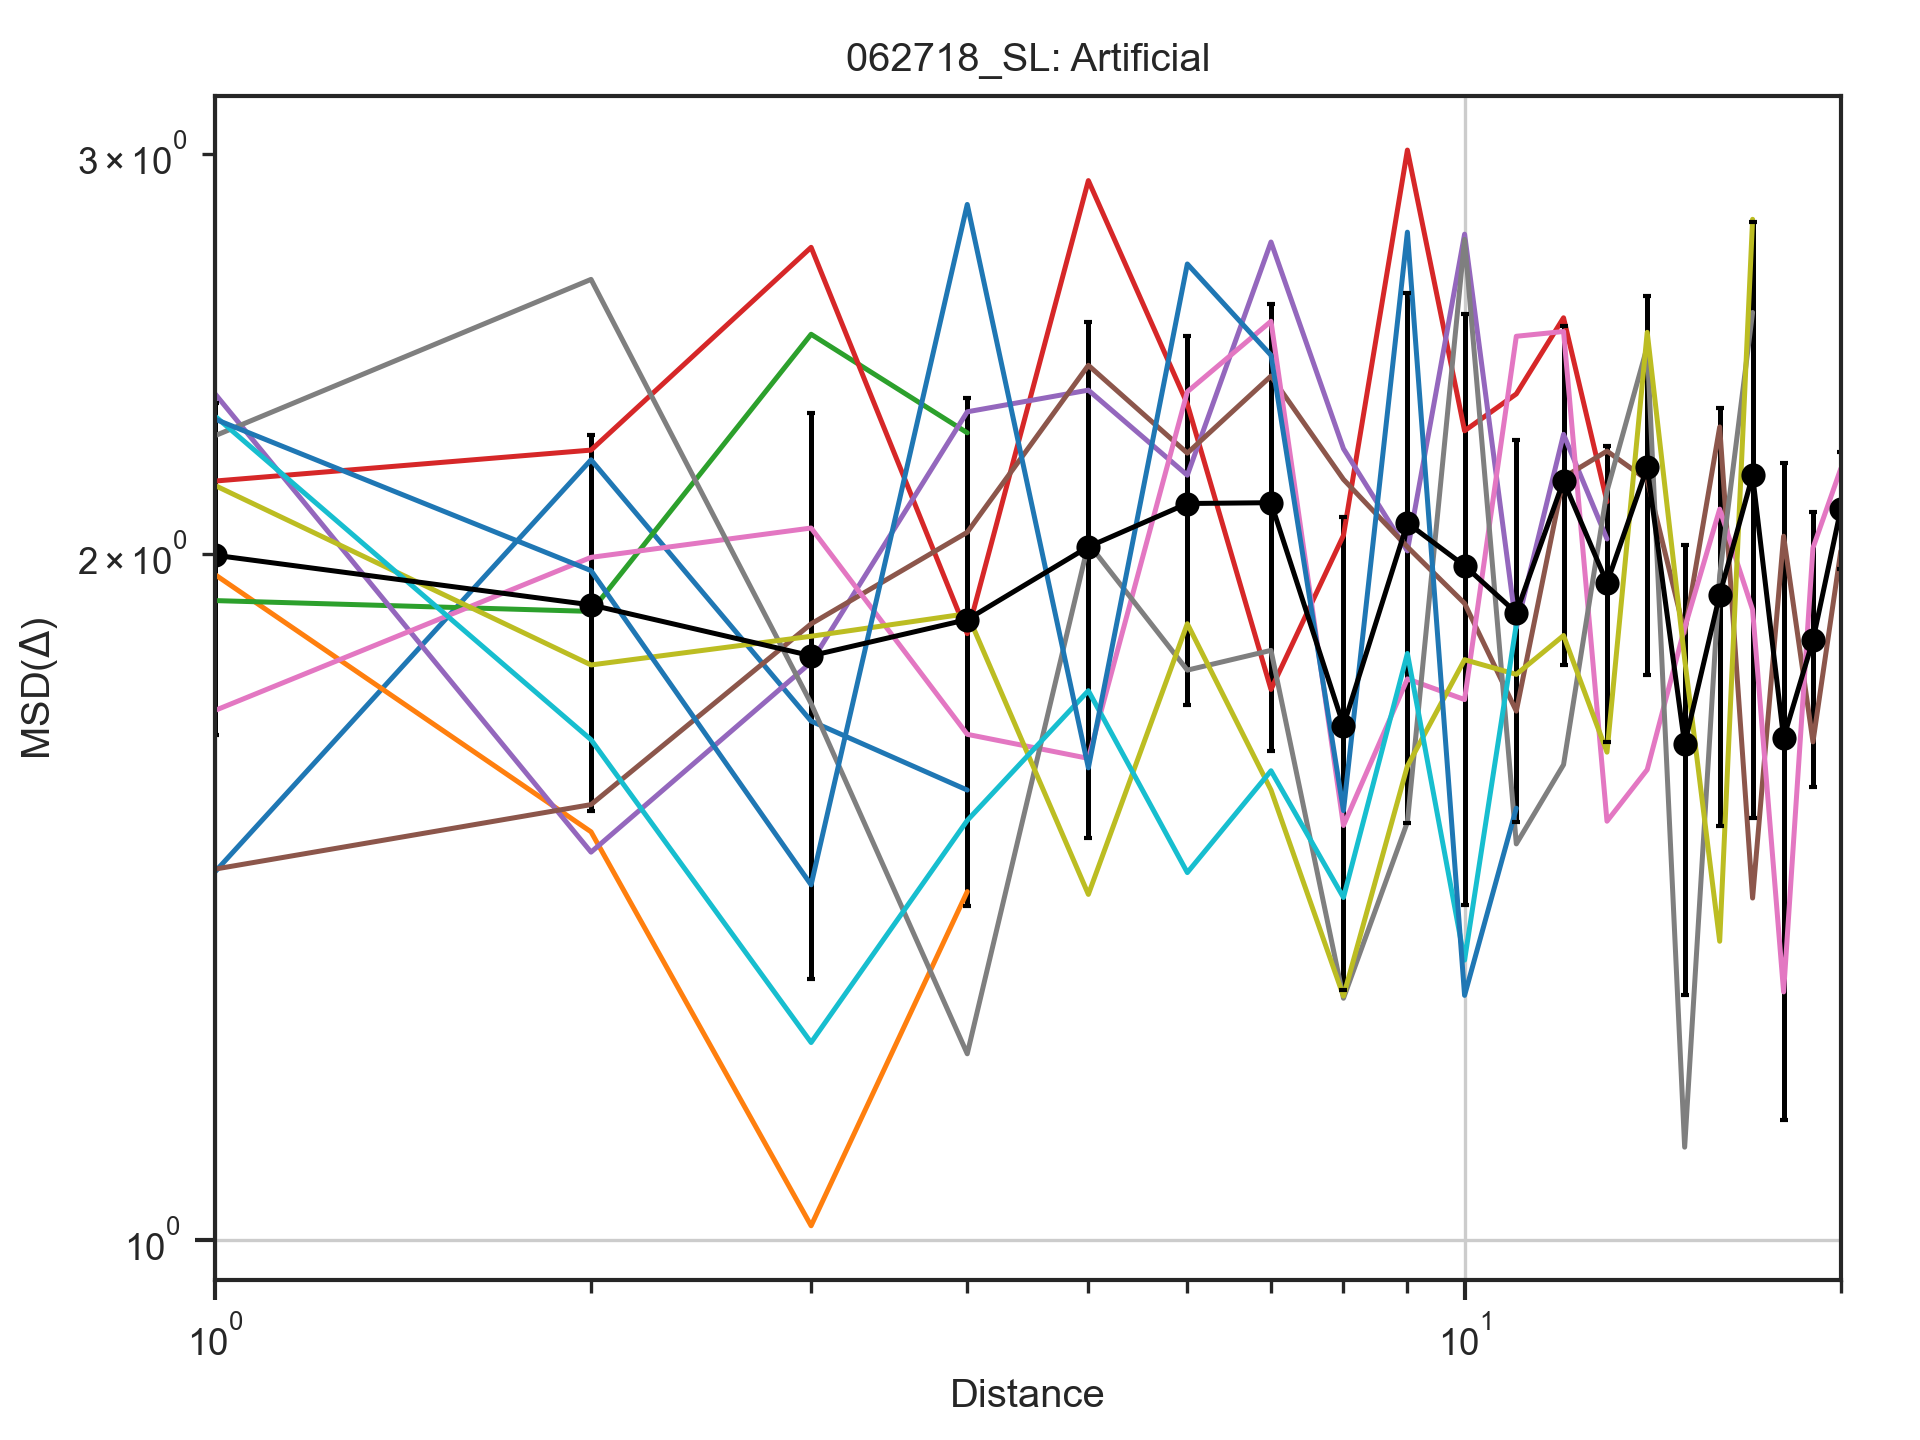 062718_SL: Artificial
3 × 10⁰
2 × 10⁰
10⁰
MSD(Δ)
10⁰
10¹
Distance